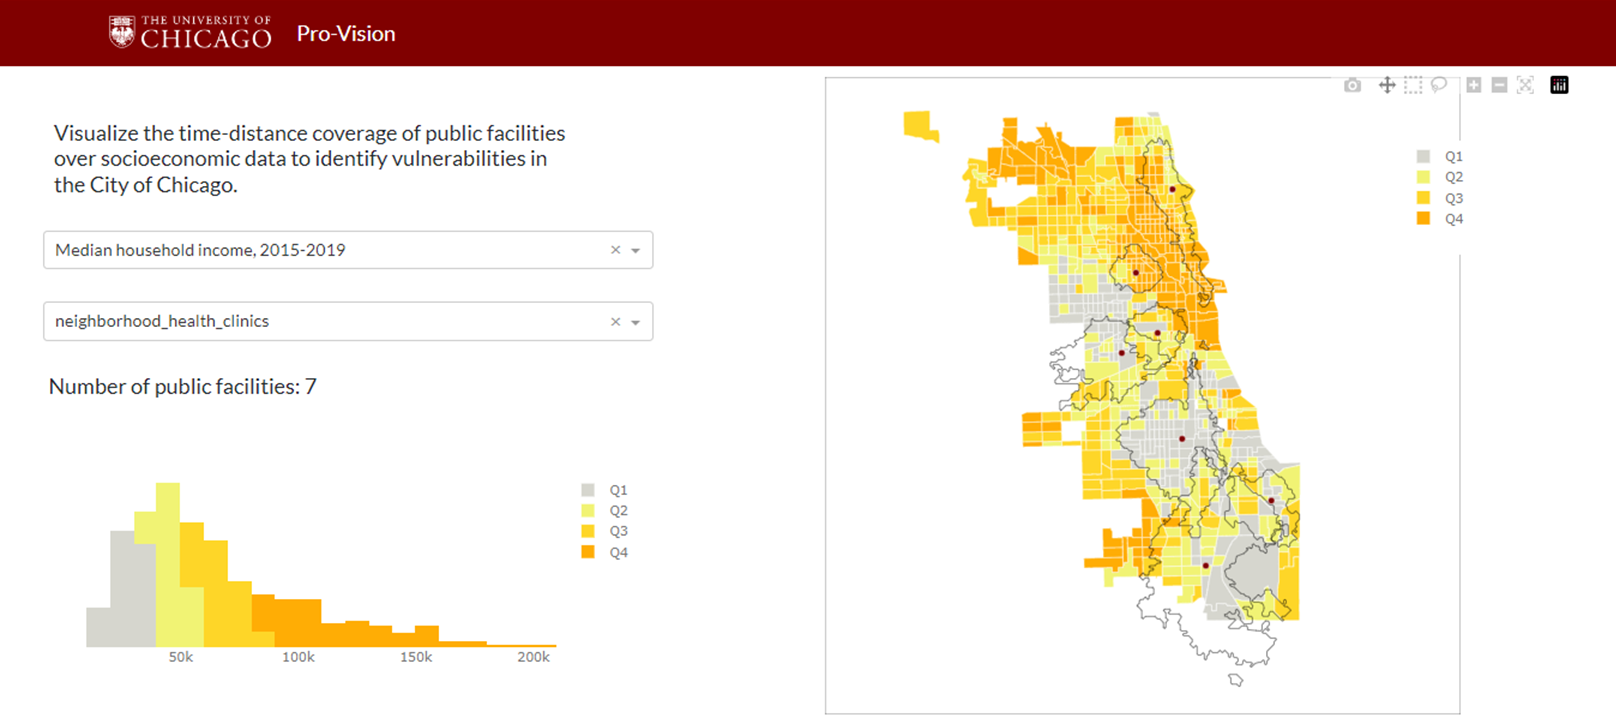 THE UNIVERSITY OF
CHICAGO
Pro-Vision
Visualize the time-distance coverage of public facilities
over socioeconomic data to identify vulnerabilities in
the City of Chicago.
Median household income, 2015-2019
neighborhood_health_clinics
Number of public facilities: 7
Q1
Q2
Q3
Q4
50k
100k
150k
200k
Q1
Q2
Q3
Q4